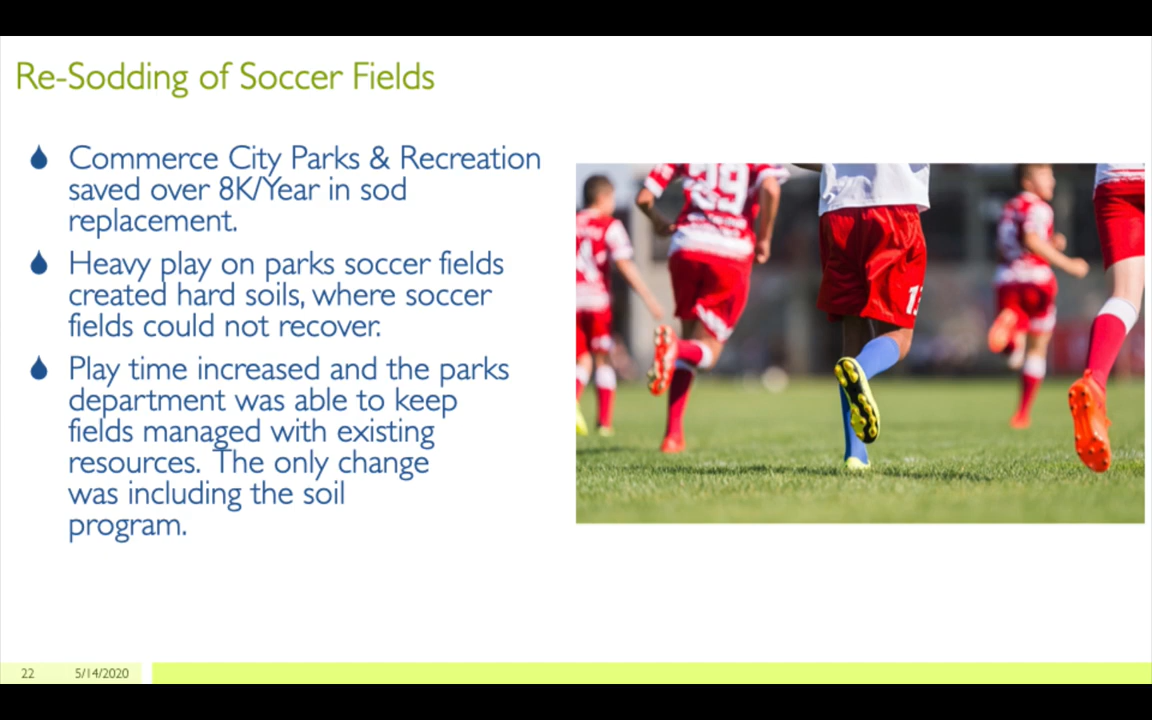 Re-Sodding of Soccer Fields
Commerce City Parks & Recreation
saved over 8K/Year in sod
replacement.
Heavy play on parks soccer fields
created hard soils, where soccer
fields could not recover.
Play time increased and the parks
department was able to keep
fields managed with existing
resources. The only change
was including the soil
program.
39
22 5/14/2020